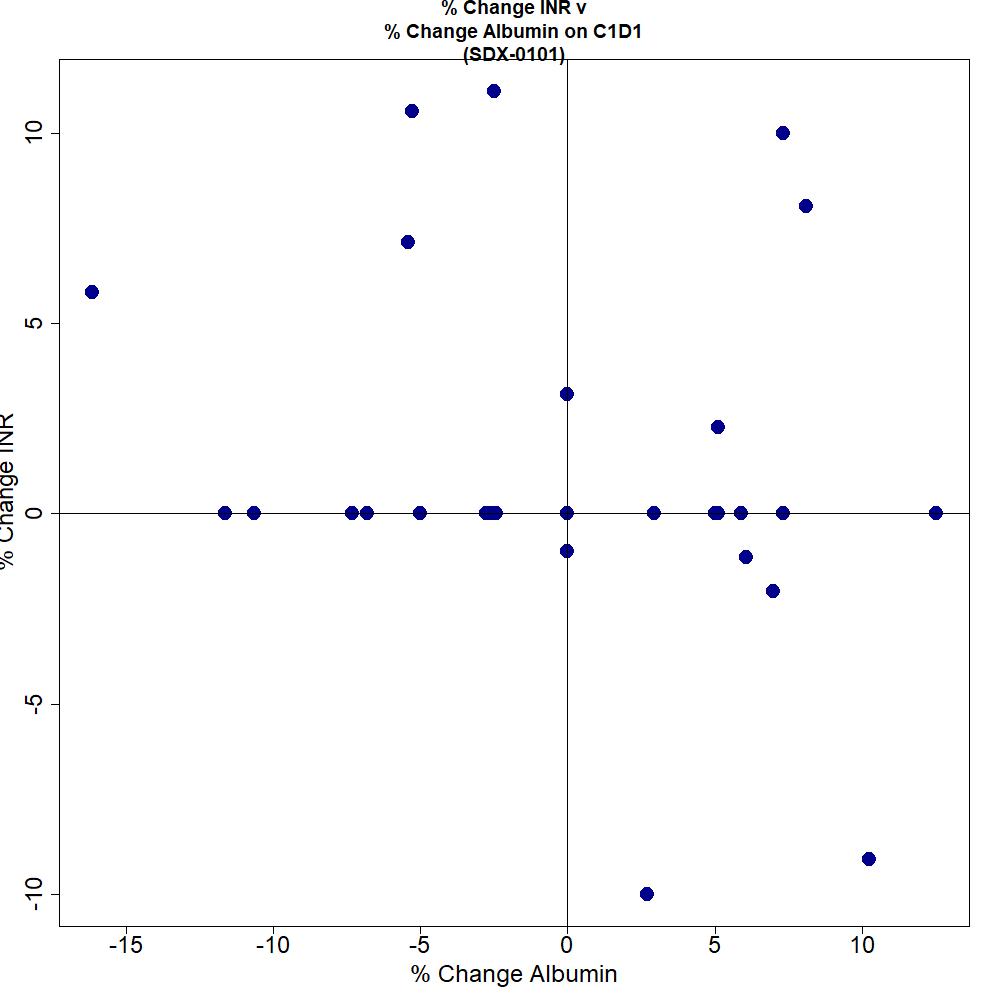 % Change INR v
% Change Albumin on C1D1
(SDX-0101)
% Change INR
10
5
0
-5
-10
-15
-10
-5
0
5
10
% Change Albumin